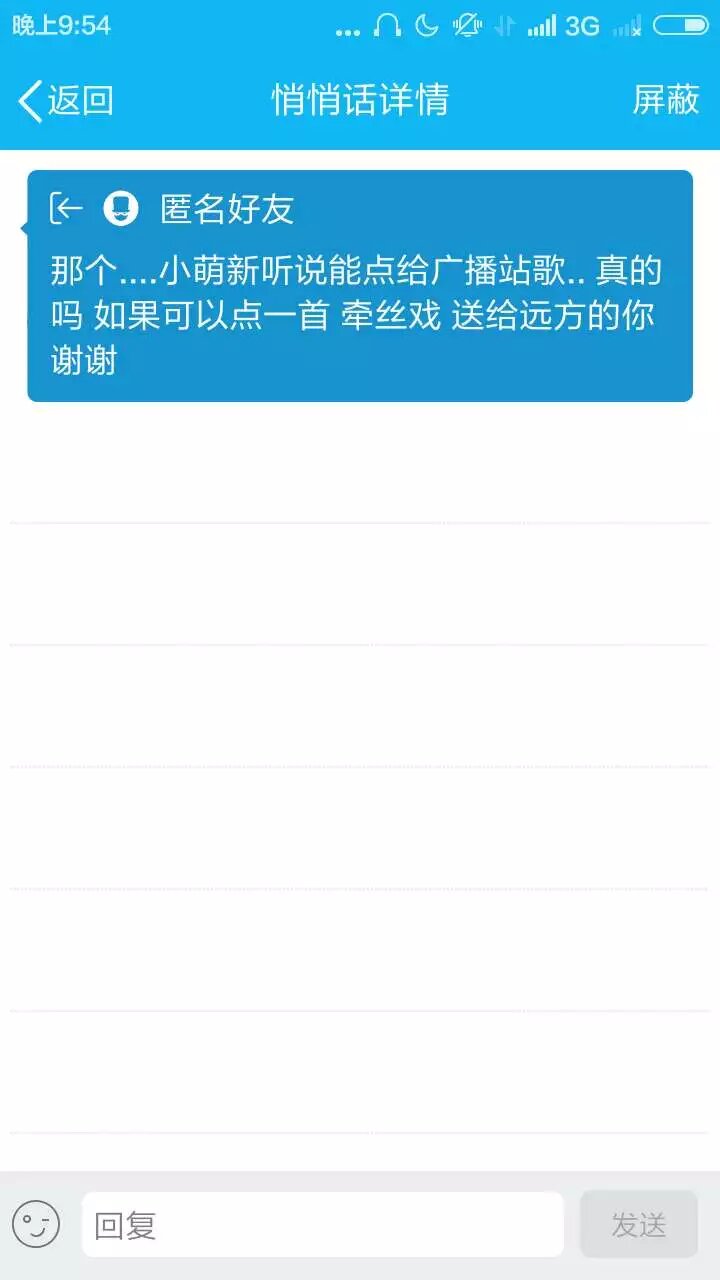 晚上9:54
3G
返回
悄悄话详情
屏蔽
匿名好友
那个....小萌新听说能点给广播站歌.. 真的
吗 如果可以点一首 牵丝戏 送给远方的你
谢谢
回复
发送